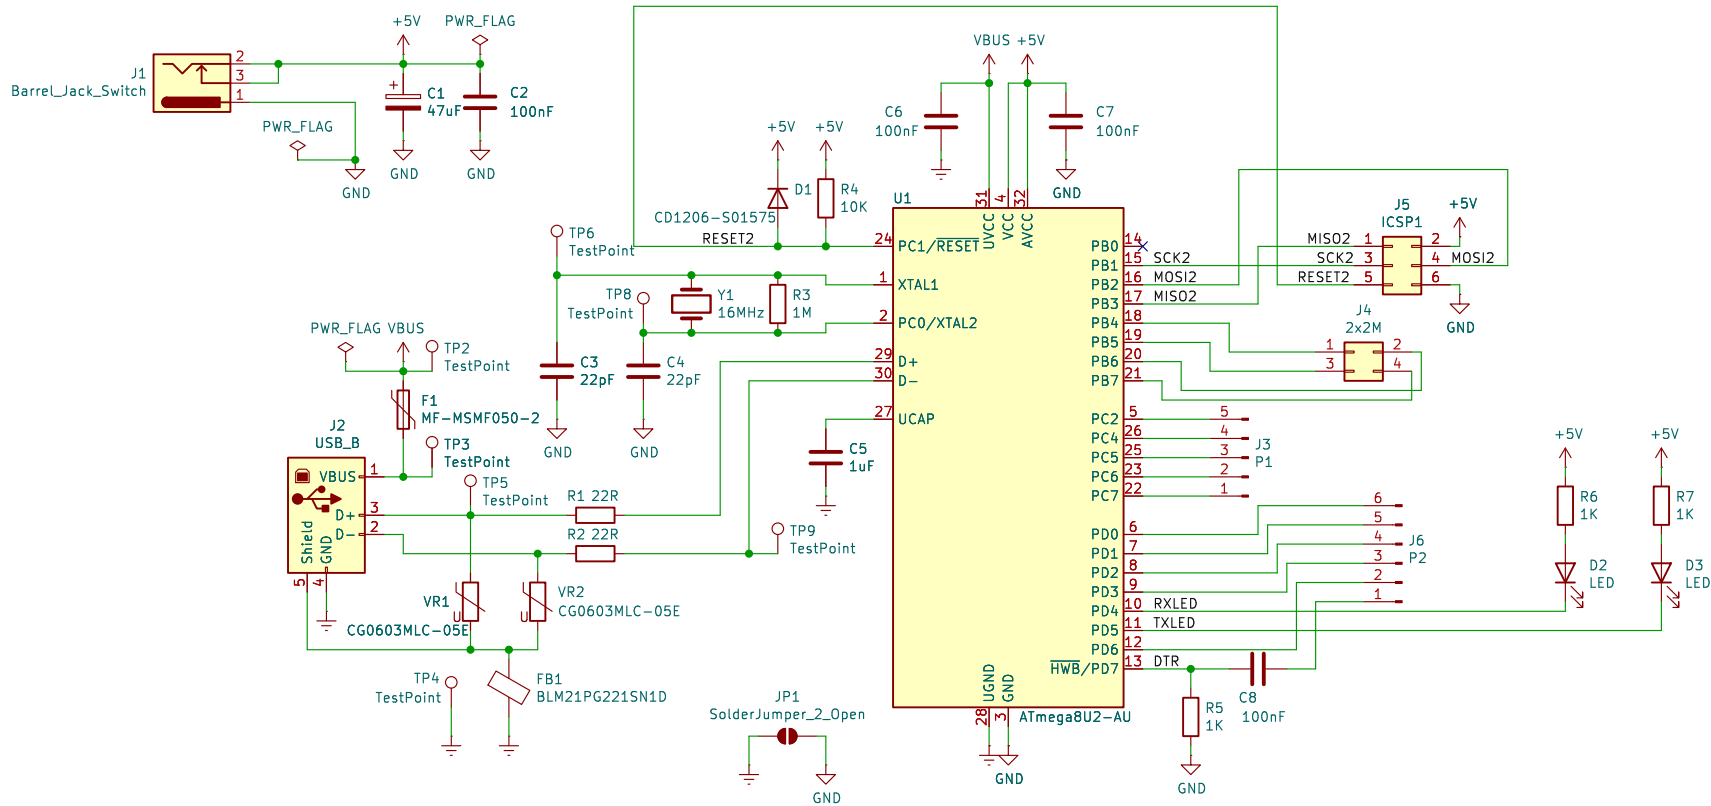 +5V
PWR_FLAG
J1
Barrel_Jack_Switch
2
3
1
+
C1
47uF
C2
100nF
PWR_FLAG
GND
GND
GND
VBUS
+5V
C6
100nF
C7
100nF
GND
+5V
+5V
D1
CD1206-S01575
R4
10K
RESET2
TP6
TestPoint
TP8
TestPoint
Y1
16MHz
R3
1M
C3
22pF
C4
22pF
GND
GND
C5
1uF
PWR_FLAG
VBUS
TP2
TestPoint
F1
MF-MSMF050-2
J2
USB_B
TP3
TestPoint
VBUS
1
D+
3
D-
2
Shield
5
GND
4
TP5
TestPoint
R1 22R
R2 22R
TP9
TestPoint
VR1
U
CG0603MLC-05E
VR2
U
CG0603MLC-05E
TP4
TestPoint
FB1
BLM21PG221SN1D
JP1
SolderJumper_2_Open
GND
U1
31
UVCC
4
VCC
32
AVCC
24
PC1/RESET
1
XTAL1
2
PC0/XTAL2
29
D+
30
D-
27
UCAP
28
UGND
3
GND
GND
ATmega8U2-AU
PB0
14
PB1
15
SCK2
PB2
16
MOSI2
PB3
17
MISO2
PB4
18
PB5
19
PB6
20
PB7
21
PC2
5
PC4
26
PC5
25
PC6
23
PC7
22
PD0
6
PD1
7
PD2
8
PD3
9
PD4
10
RXLED
PD5
11
TXLED
PD6
12
HWB/PD7
13
DTR
R5
1K
GND
C8
100nF
J5
ICSP1
MISO2
1
SCK2
3
RESET2
5
2
4
MOSI2
6
+5V
GND
J4
2x2M
1
2
3
4
5
4
3
2
1
J3
P1
6
5
4
3
2
1
J6
P2
+5V
R6
1K
D2
LED
+5V
R7
1K
D3
LED